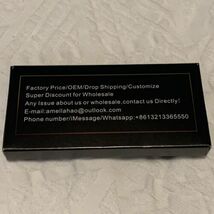 Factory Price/OEM/Drop Shipping/Customize
Super Discount for Wholesale
Any Issue about us or wholesale,contact us Directly!
E-mail:amellahao@outlook.com
Phone number/iMessage/Whatsapp:+8613213365550